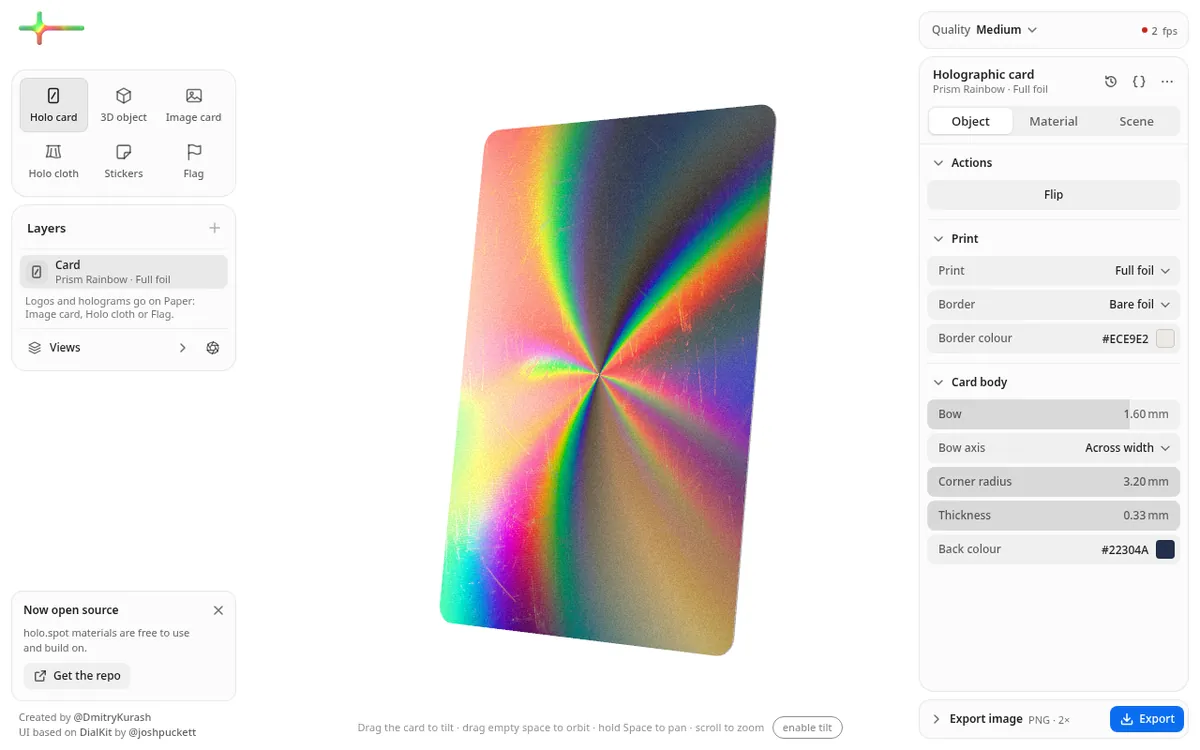 Holo card
3D object
Image card
Holo cloth
Stickers
Flag
Layers
Card
Prism Rainbow · Full foil
Logos and holograms go on Paper:
Image card, Holo cloth or Flag.
Views
Now open source
holo.spot materials are free to use
and build on.
Get the repo
Created by @DmitryKurash
UI based on DialKit by @joshpuckett
Drag the card to tilt · drag empty space to orbit · hold Space to pan · scroll to zoom
enable tilt
Quality Medium
2 fps
Holographic card
Prism Rainbow · Full foil
Object
Material
Scene
Actions
Flip
Print
Print Full foil
Border Bare foil
Border colour #ECE9E2
Card body
Bow 1.60 mm
Bow axis Across width
Corner radius 3.20 mm
Thickness 0.33 mm
Back colour #22304A
Export image PNG · 2×
Export